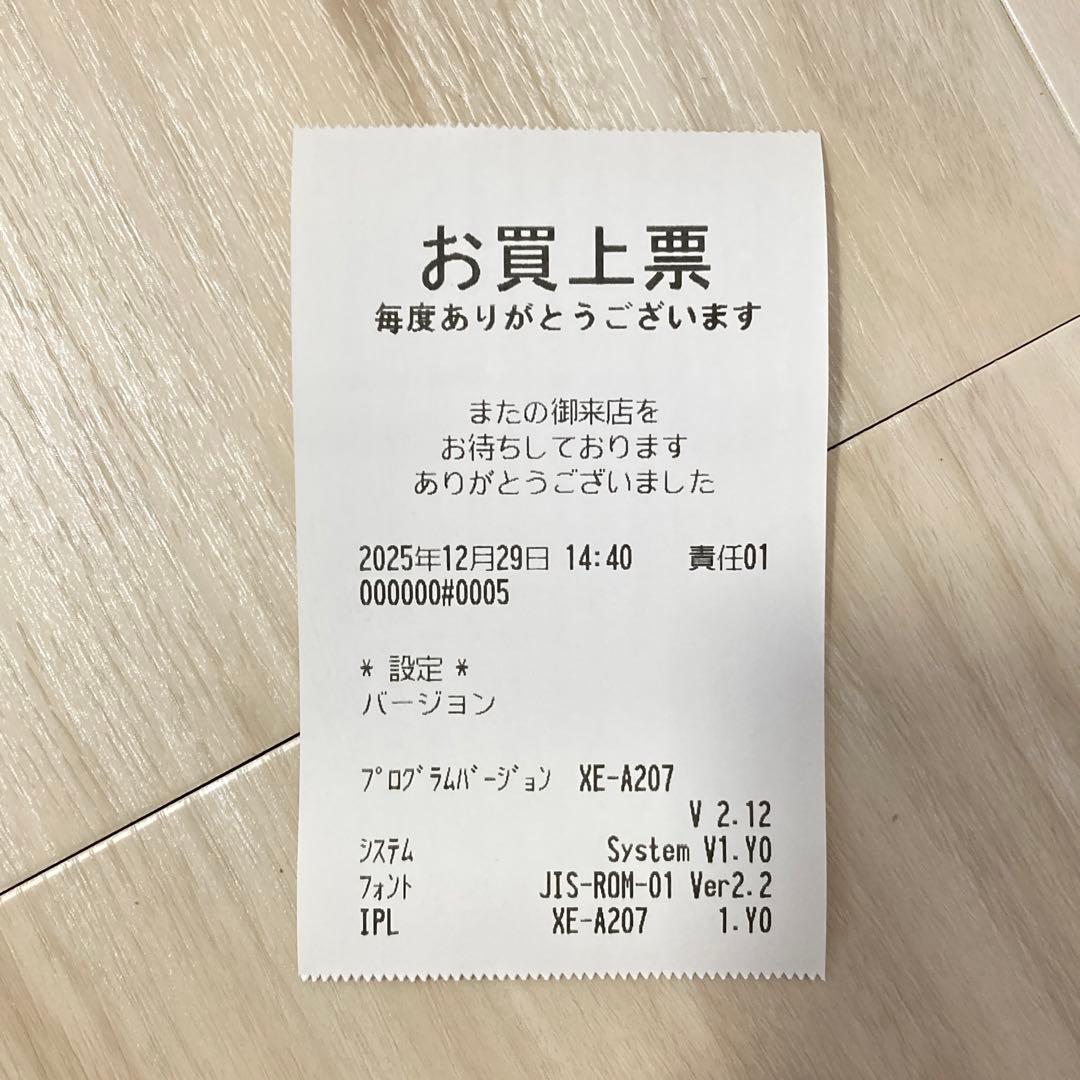 お買上票
毎度ありがとうございます
またの御来店を
お待ちしております
ありがとうございました
2025年12月29日 14:40 責任01
000000#0005
* 設定 *
バージョン
ﾌﾟﾛｸﾞﾗﾑﾊﾞｰｼﾞｮﾝ XE-A207
V 2.12
ｼｽﾃﾑ System V1.Y0
ﾌｫﾝﾄ JIS-ROM-01 Ver2.2
IPL XE-A207 1.Y0